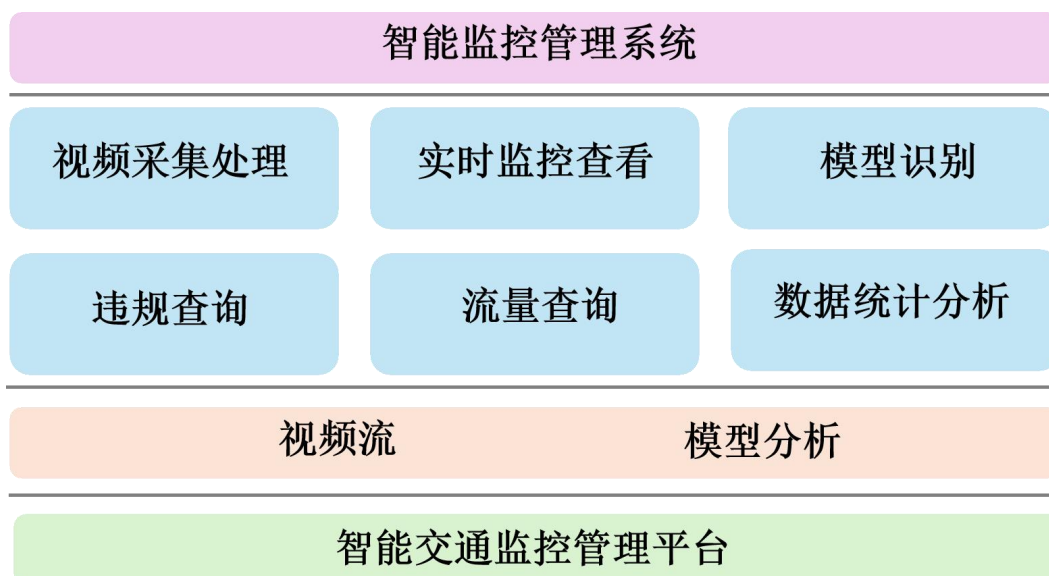 智能监控管理系统
视频采集处理
实时监控查看
模型识别
违规查询
流量查询
数据统计分析
视频流
模型分析
智能交通监控管理平台